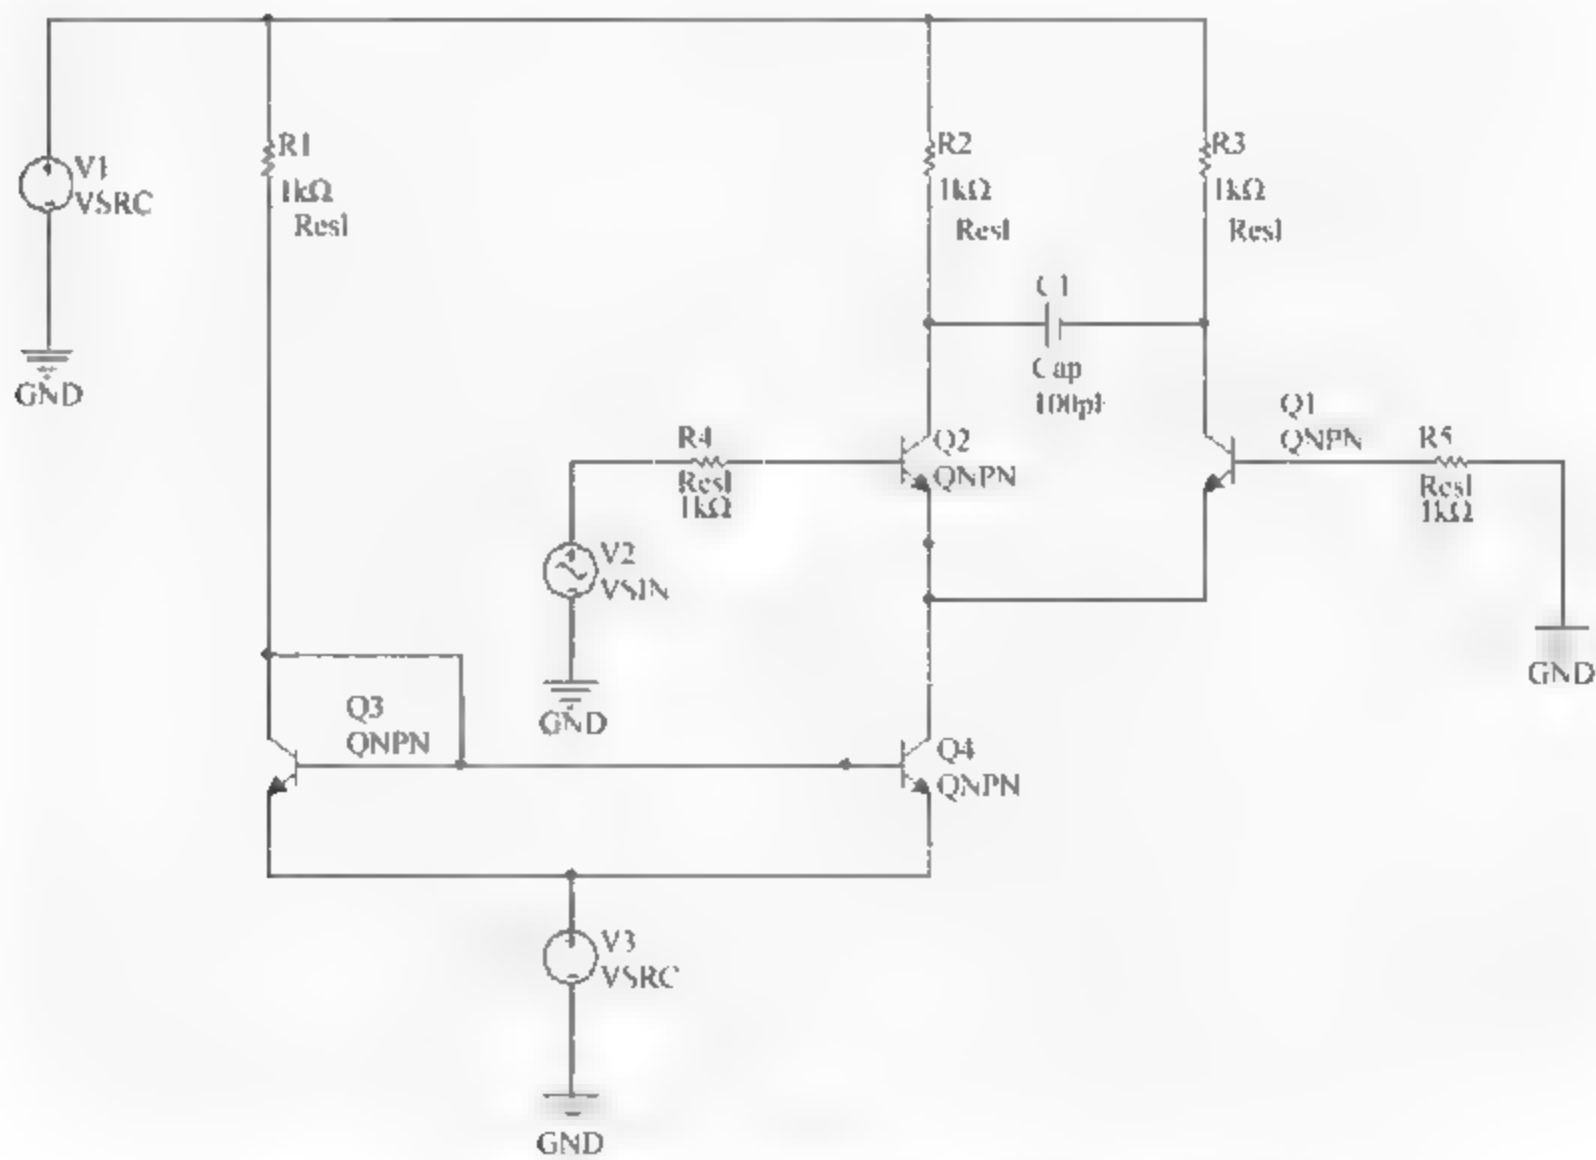 V1
VSRC
GND
R1
1kΩ
Res1
R2
1kΩ
Res1
R3
1kΩ
Res1
C1
Cap
100pF
R4
Res1
1kΩ
Q2
QNPN
Q1
QNPN
R5
Res1
1kΩ
V2
VSIN
GND
GND
Q3
QNPN
Q4
QNPN
V3
VSRC
GND